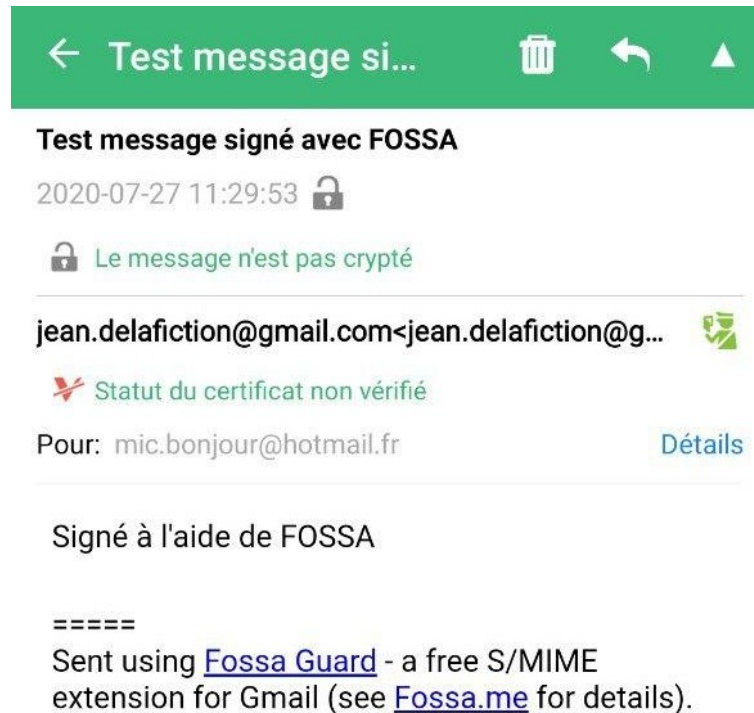 Test message si...
Test message signé avec FOSSA
2020-07-27 11:29:53
Le message n'est pas crypté
jean.delafiction@gmail.com<jean.delafiction@g...
Statut du certificat non vérifié
Pour: mic.bonjour@hotmail.fr Détails
Signé à l'aide de FOSSA
=====
Sent using Fossa Guard - a free S/MIME
extension for Gmail (see Fossa.me for details).